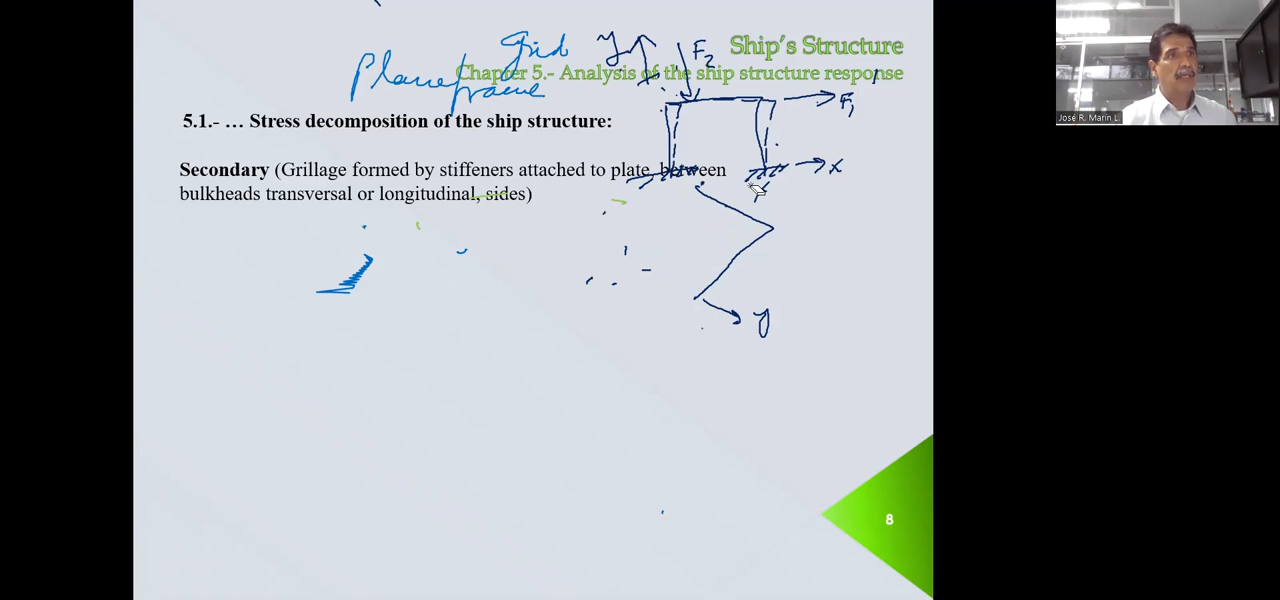 Grid
y
F2
Ship's Structure
Plane frame
Chapter 5.- Analysis of the ship structure response
F1
5.1.- … Stress decomposition of the ship structure:
Secondary (Grillage formed by stiffeners attached to plate, between
x
bulkheads transversal or longitudinal, sides)
y
8
José R. Marín L.